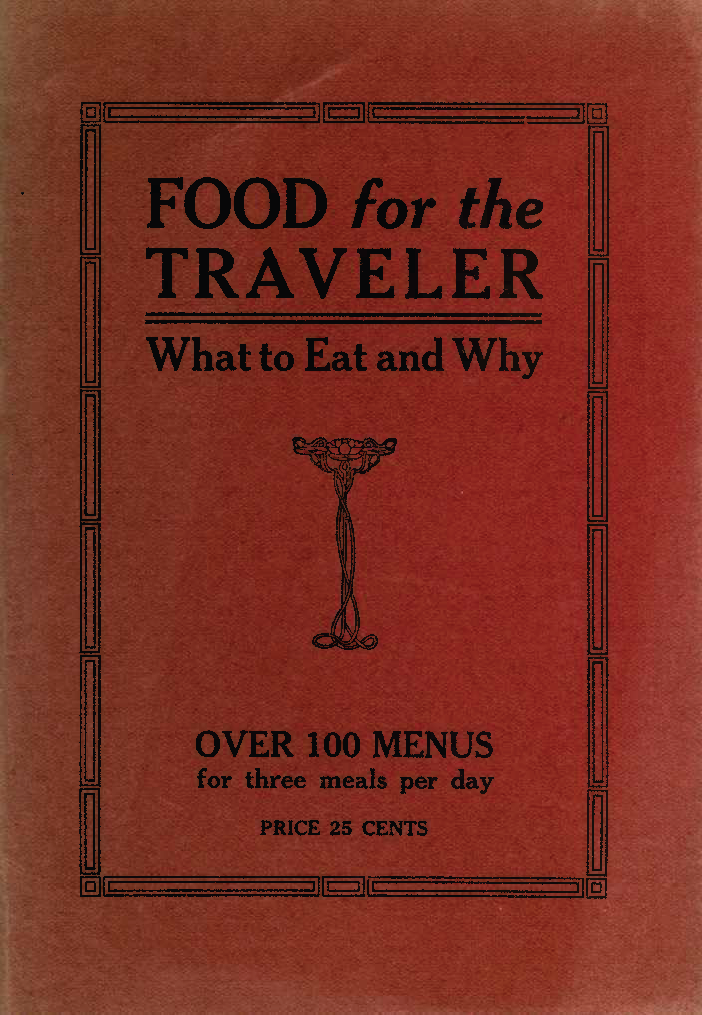 FOOD for the
TRAVELER
What to Eat and Why
OVER 100 MENUS
for three meals per day
PRICE 25 CENTS